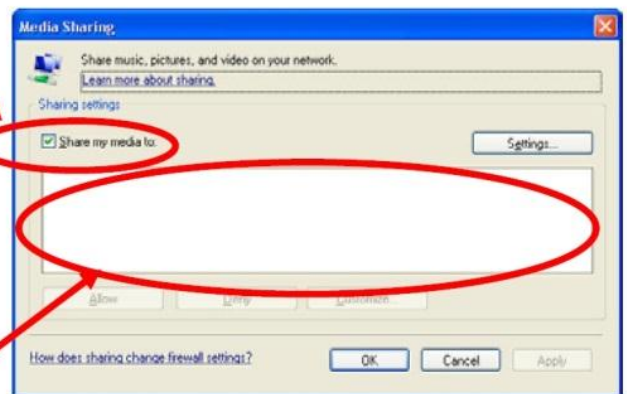 Media Sharing
Share music, pictures, and video on your network.
Learn more about sharing.
Sharing settings
Share my media to:
Settings...
Allow
Deny
Customize...
How does sharing change firewall settings?
OK
Cancel
Apply